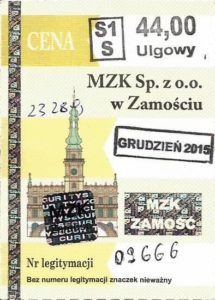 CENA
S1
S
44,00
Ulgowy
MZK Sp. z o.o.
w Zamościu
GRUDZIEŃ 2015
MZK
ZAMOŚĆ
Nr legitymacji
09666
Bez numeru legitymacji znaczek nieważny